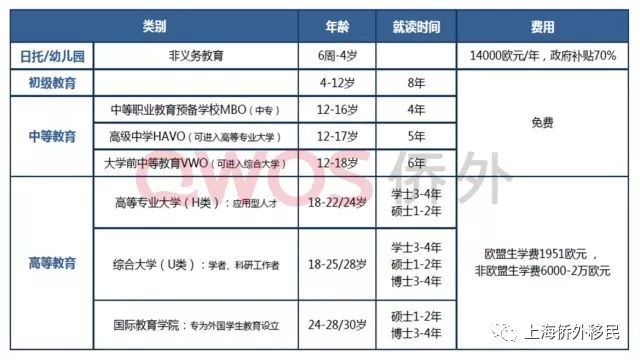 类别 年龄 就读时间 费用
日托/幼儿园 非义务教育 6周-4岁 14000欧元/年，政府补贴70%
初级教育 4-12岁 8年
中等教育 中等职业教育预备学校MBO（中专） 12-16岁 4年 免费
高级中学HAVO（可进入高等专业大学） 12-17岁 5年
大学前中等教育VWO（可进入综合大学） 12-18岁 6年
QWOS侨外
高等教育 高等专业大学（H类）：应用型人才 18-22/24岁 学士3-4年
硕士1-2年
综合大学（U类）：学者、科研工作者 18-25/28岁 学士3-4年
硕士1-2年
博士3-4年
欧盟生学费1951欧元，
非欧盟生学费6000-2万欧元
国际教育学院：专为外国学生教育设立 24-28/30岁 硕士1-2年
博士3-4年
上海侨外移民